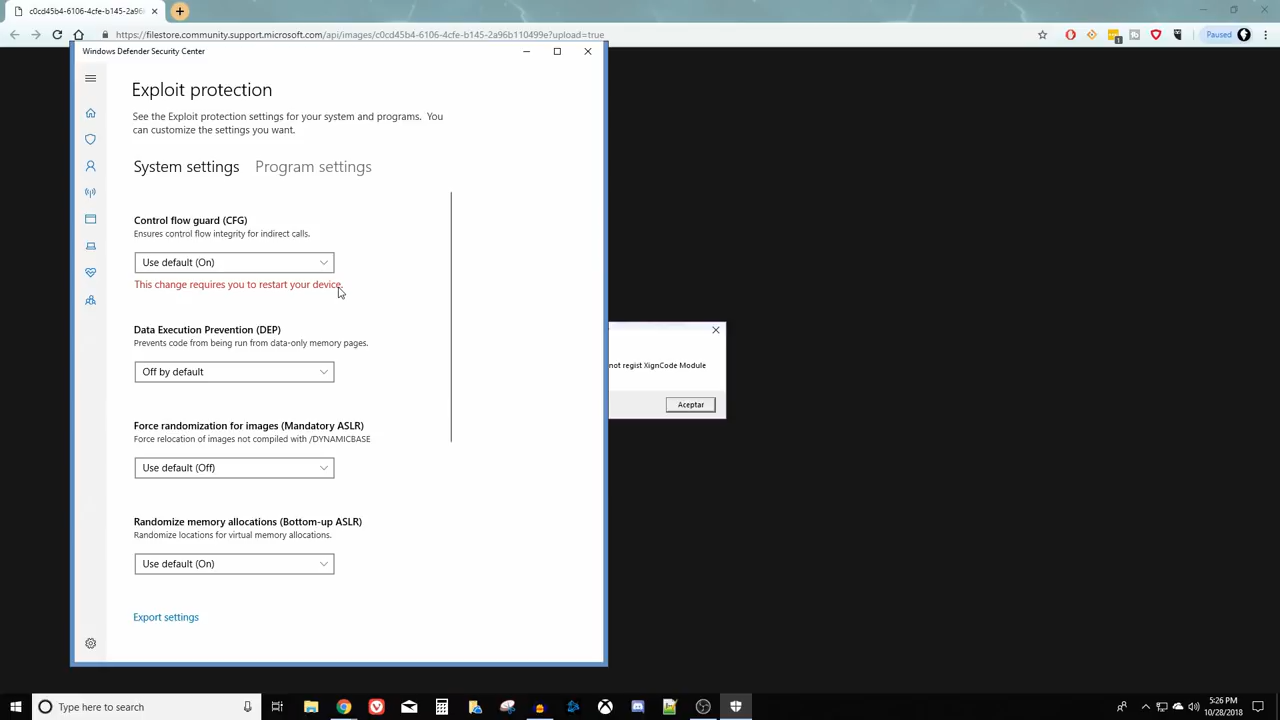 c0cd45b4-6106-4cfe-b145-2a96
https://filestore.community.support.microsoft.com/api/images/c0cd45b4-6106-4cfe-b145-2a96b110499e?upload=true
Paused
1
Windows Defender Security Center
Exploit protection
See the Exploit protection settings for your system and programs. You
can customize the settings you want.
System settings
Program settings
Control flow guard (CFG)
Ensures control flow integrity for indirect calls.
Use default (On)
This change requires you to restart your device.
Data Execution Prevention (DEP)
Prevents code from being run from data-only memory pages.
Off by default
not regist XignCode Module
Aceptar
Force randomization for images (Mandatory ASLR)
Force relocation of images not compiled with /DYNAMICBASE
Use default (Off)
Randomize memory allocations (Bottom-up ASLR)
Randomize locations for virtual memory allocations.
Use default (On)
Export settings
Type here to search
5:26 PM
10/28/2018